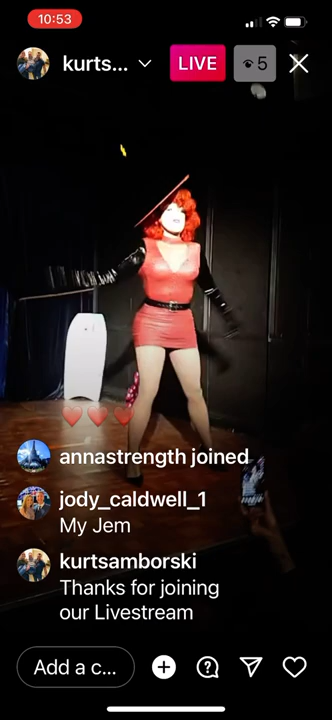 10:53
kurts...
LIVE
5
annastrength joined
jody_caldwell_1
My Jem
kurtsamborski
Thanks for joining
our Livestream
Add a c...